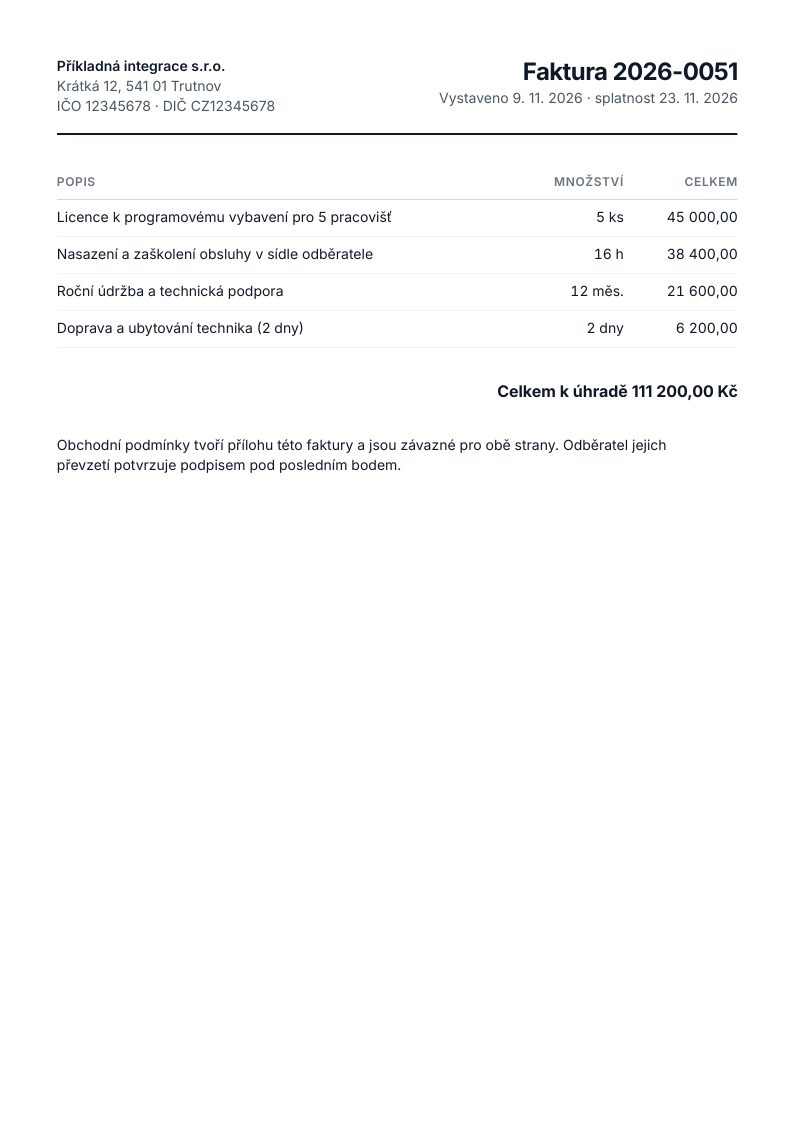 Příkladná integrace s.r.o.
Krátká 12, 541 01 Trutnov
IČO 12345678 · DIČ CZ12345678
Faktura 2026-0051
Vystaveno 9. 11. 2026 · splatnost 23. 11. 2026
POPIS MNOŽSTVÍ CELKEM
Licence k programovému vybavení pro 5 pracovišť 5 ks 45 000,00
Nasazení a zaškolení obsluhy v sídle odběratele 16 h 38 400,00
Roční údržba a technická podpora 12 měs. 21 600,00
Doprava a ubytování technika (2 dny) 2 dny 6 200,00
Celkem k úhradě 111 200,00 Kč
Obchodní podmínky tvoří přílohu této faktury a jsou závazné pro obě strany. Odběratel jejich
převzetí potvrzuje podpisem pod posledním bodem.